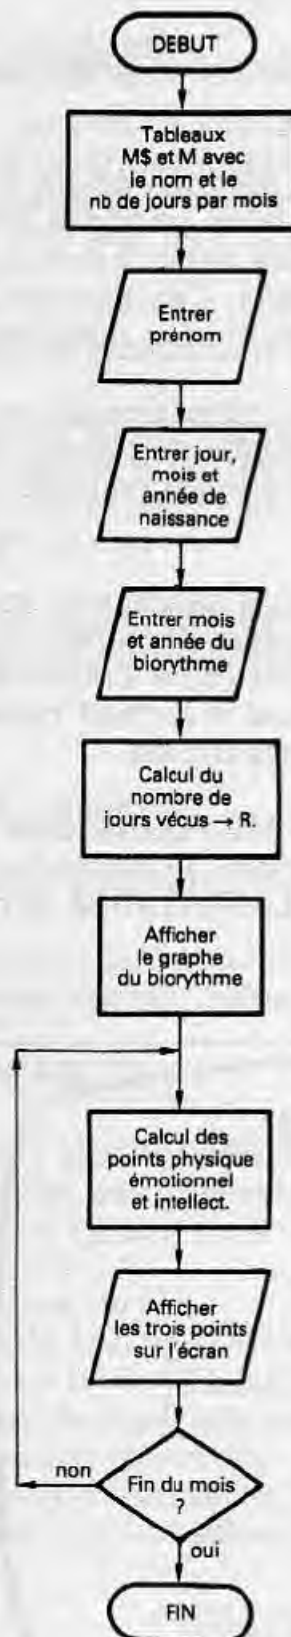 DEBUT
Tableaux
M$ et M avec
le nom et le
nb de jours par mois
Entrer
prénom
Entrer jour,
mois et
année de
naissance
Entrer mois
et année du
biorythme
Calcul du
nombre de
jours vécus → R.
Afficher
le graphe
du biorythme
Calcul des
points physique
émotionnel
et intellect.
Afficher
les trois points
sur l'écran
non
Fin du mois
?
oui
FIN